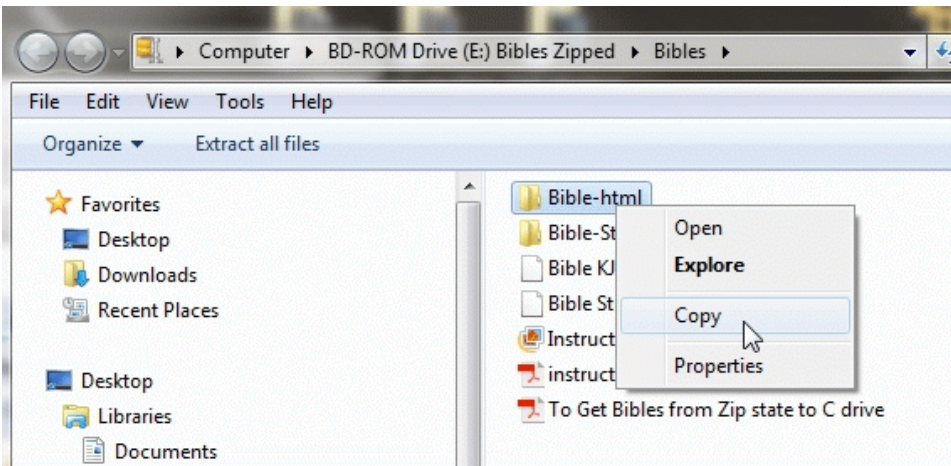 Computer BD-ROM Drive (E:) Bibles Zipped Bibles
File Edit View Tools Help
Organize Extract all files
Favorites
Desktop
Downloads
Recent Places
Desktop
Libraries
Documents
Bible-html
Bible-St
Bible KJ
Bible St
Instruct
instruct
To Get Bibles from Zip state to C drive
Open
Explore
Copy
Properties